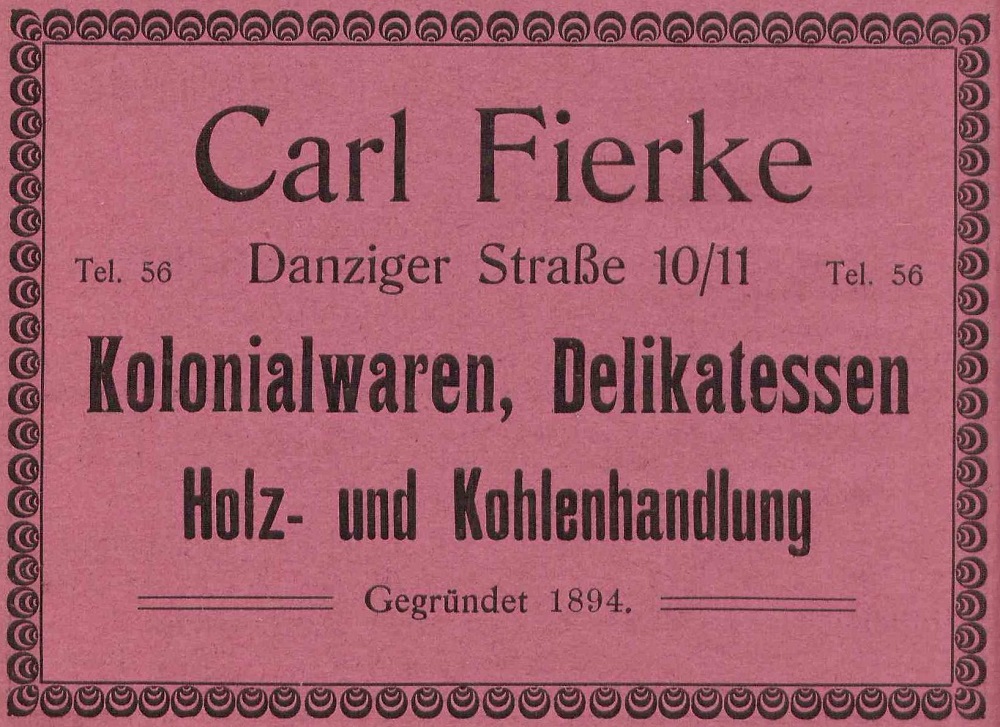 Carl Fierke
Tel. 56 Danziger Straße 10/11 Tel. 56
Kolonialwaren, Delikatessen
Holz- und Kohlenhandlung
Gegründet 1894.